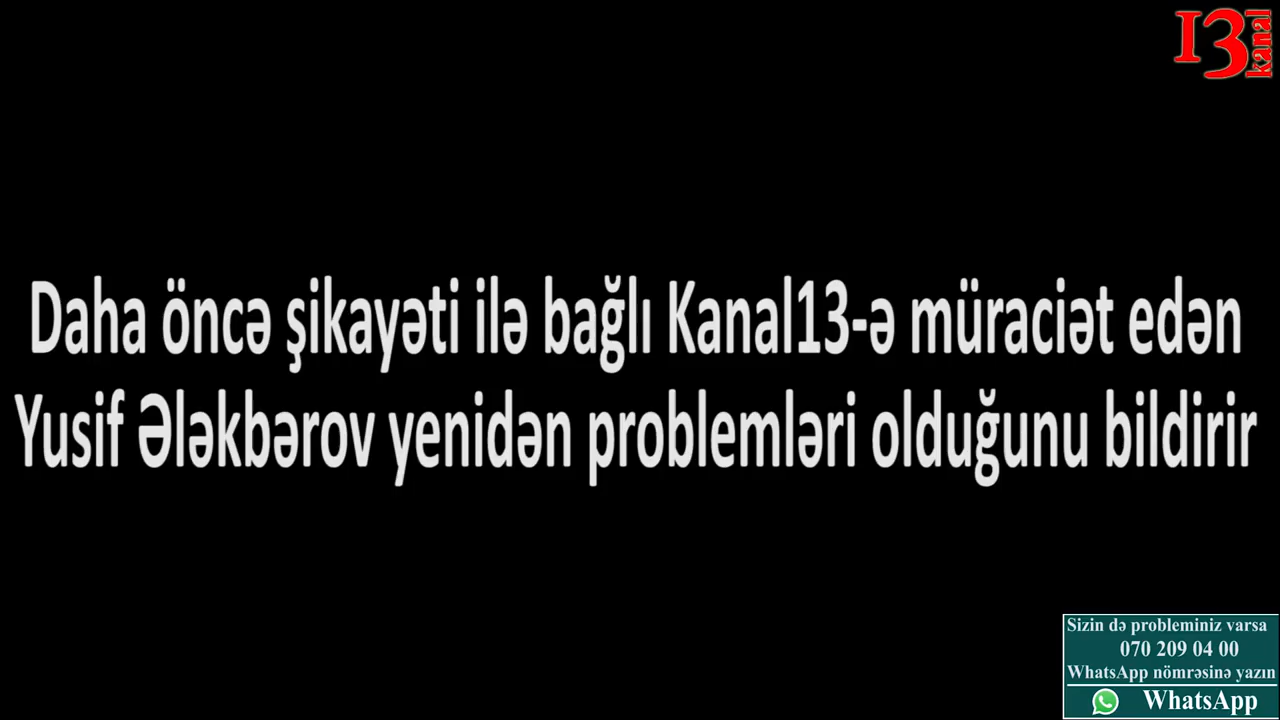 13 kanal
Daha öncə şikayəti ilə bağlı Kanal13-ə müraciət edən
Yusif Ələkbərov yenidən problemləri olduğunu bildirir
Sizin də probleminiz varsa
070 209 04 00
WhatsApp nömrəsinə yazın
WhatsApp